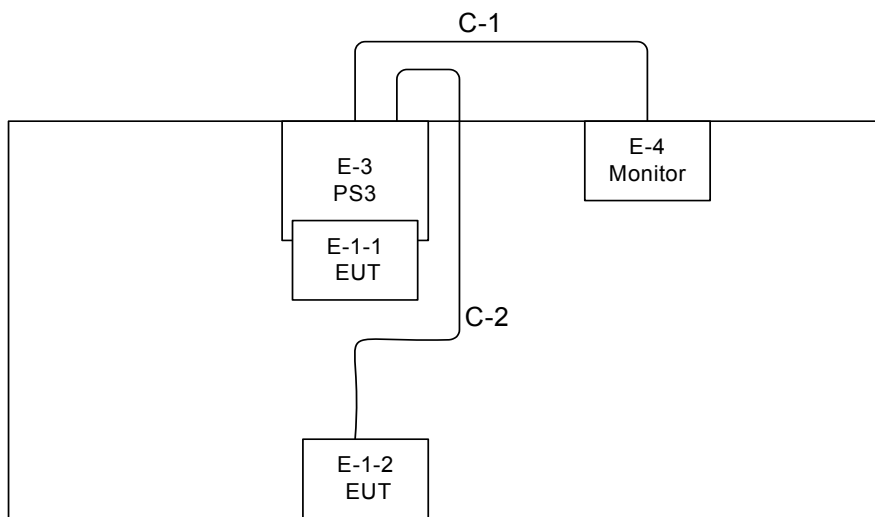 C-1
E-3
PS3
E-4
Monitor
E-1-1
EUT
C-2
E-1-2
EUT